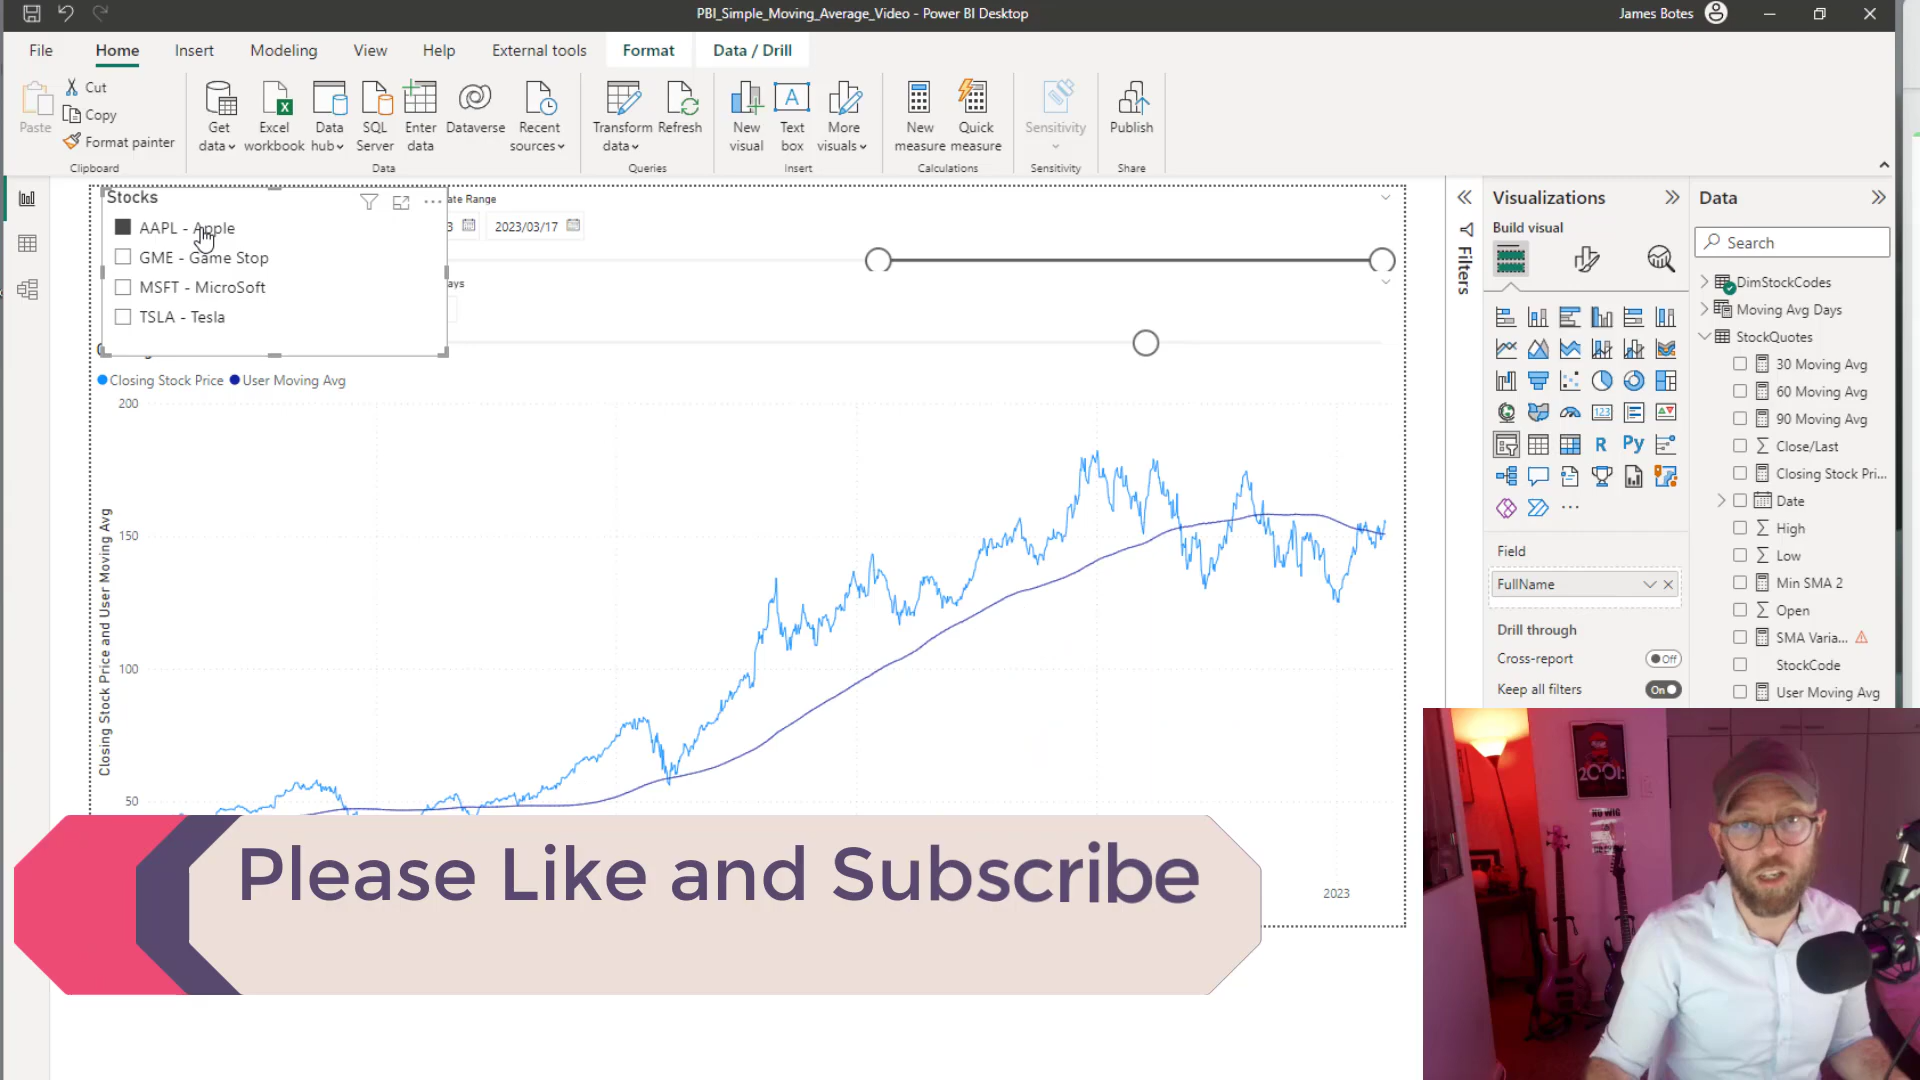 PBI_Simple_Moving_Average_Video - Power BI Desktop
James Botes
File
Home
Insert
Modeling
View
Help
External tools
Format
Data / Drill
Paste
Cut
Copy
Format painter
Clipboard
Get data
Excel workbook
Data hub
SQL Server
Enter data
Dataverse
Recent sources
Data
Transform data
Refresh
Queries
New visual
Text box
More visuals
Insert
New measure
Quick measure
Calculations
Sensitivity
Sensitivity
Publish
Share
Stocks
AAPL - Apple
GME - Game Stop
MSFT - MicroSoft
TSLA - Tesla
ate Range
3
2023/03/17
ays
Closing Stock Price
User Moving Avg
Closing Stock Price and User Moving Avg
200
150
100
50
2023
Filters
Visualizations
Build visual
123
R
Py
Field
FullName
Drill through
Cross-report
Off
Keep all filters
On
Data
Search
DimStockCodes
Moving Avg Days
StockQuotes
30 Moving Avg
60 Moving Avg
90 Moving Avg
Close/Last
Closing Stock Pri...
Date
High
Low
Min SMA 2
Open
SMA Varia...
StockCode
User Moving Avg
Please Like and Subscribe
2001:
NO WIG